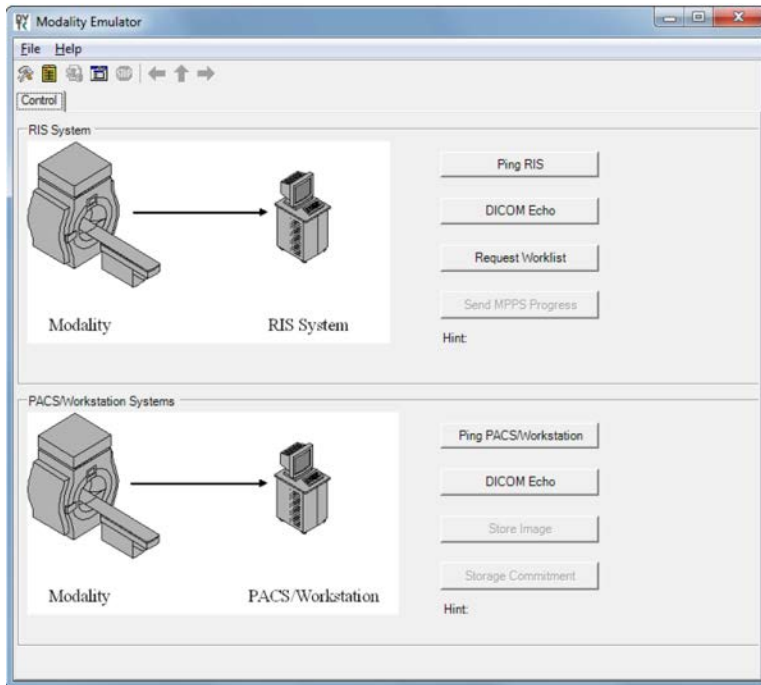 Modality Emulator
File Help
Control
RIS System
Ping RIS
DICOM Echo
Request Worklist
Send MPPS Progress
Modality
RIS System
Hint:
PACS/Workstation Systems
Ping PACS/Workstation
DICOM Echo
Store Image
Storage Commitment
Modality
PACS/Workstation
Hint: